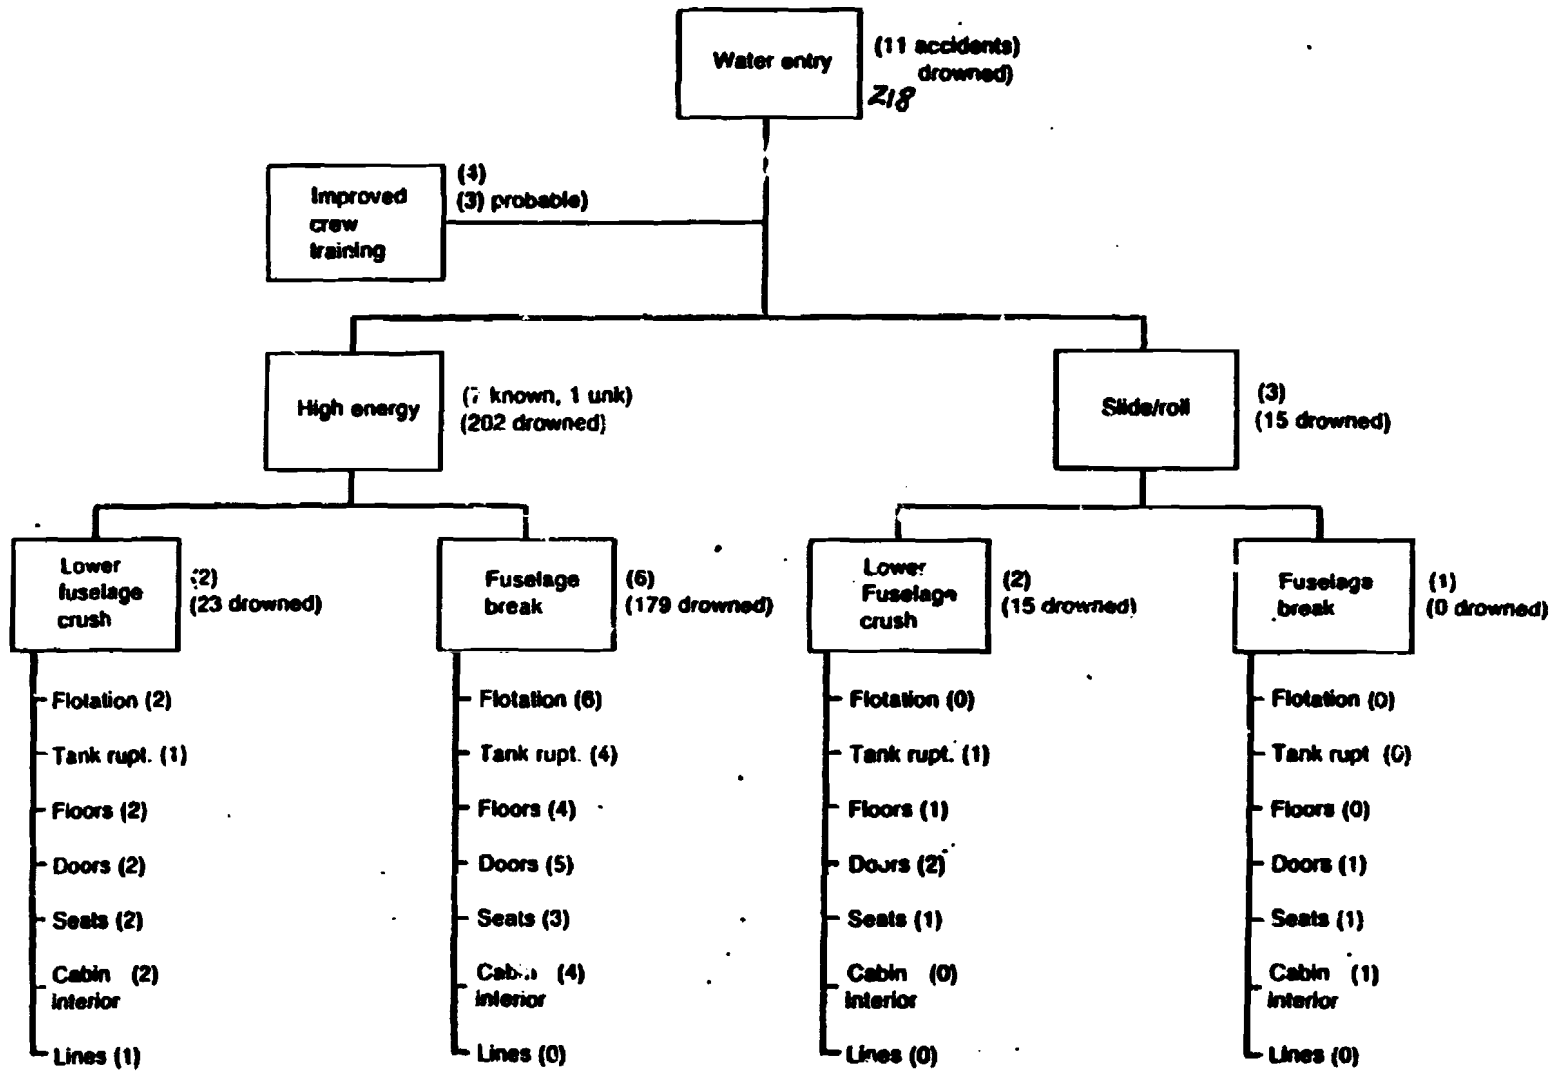 Water entry
(11 accidents)
drowned)
218
Improved
crew
training
(4)
(3) probable)
High energy
(7 known, 1 unk)
(202 drowned)
Slide/roll
(3)
(15 drowned)
Lower
fuselage
crush
(2)
(23 drowned)
Flotation (2)
Tank rupt. (1)
Floors (2)
Doors (2)
Seats (2)
Cabin (2)
interior
Lines (1)
Fuselage
break
(6)
(179 drowned)
Flotation (6)
Tank rupt. (4)
Floors (4)
Doors (5)
Seats (3)
Cabin (4)
interior
Lines (0)
Lower
Fuselage
crush
(2)
(15 drowned)
Flotation (0)
Tank rupt. (1)
Floors (1)
Doors (2)
Seats (1)
Cabin (0)
interior
Lines (0)
Fuselage
break
(1)
(0 drowned)
Flotation (0)
Tank rupt (0)
Floors (0)
Doors (1)
Seats (1)
Cabin (1)
interior
Lines (0)